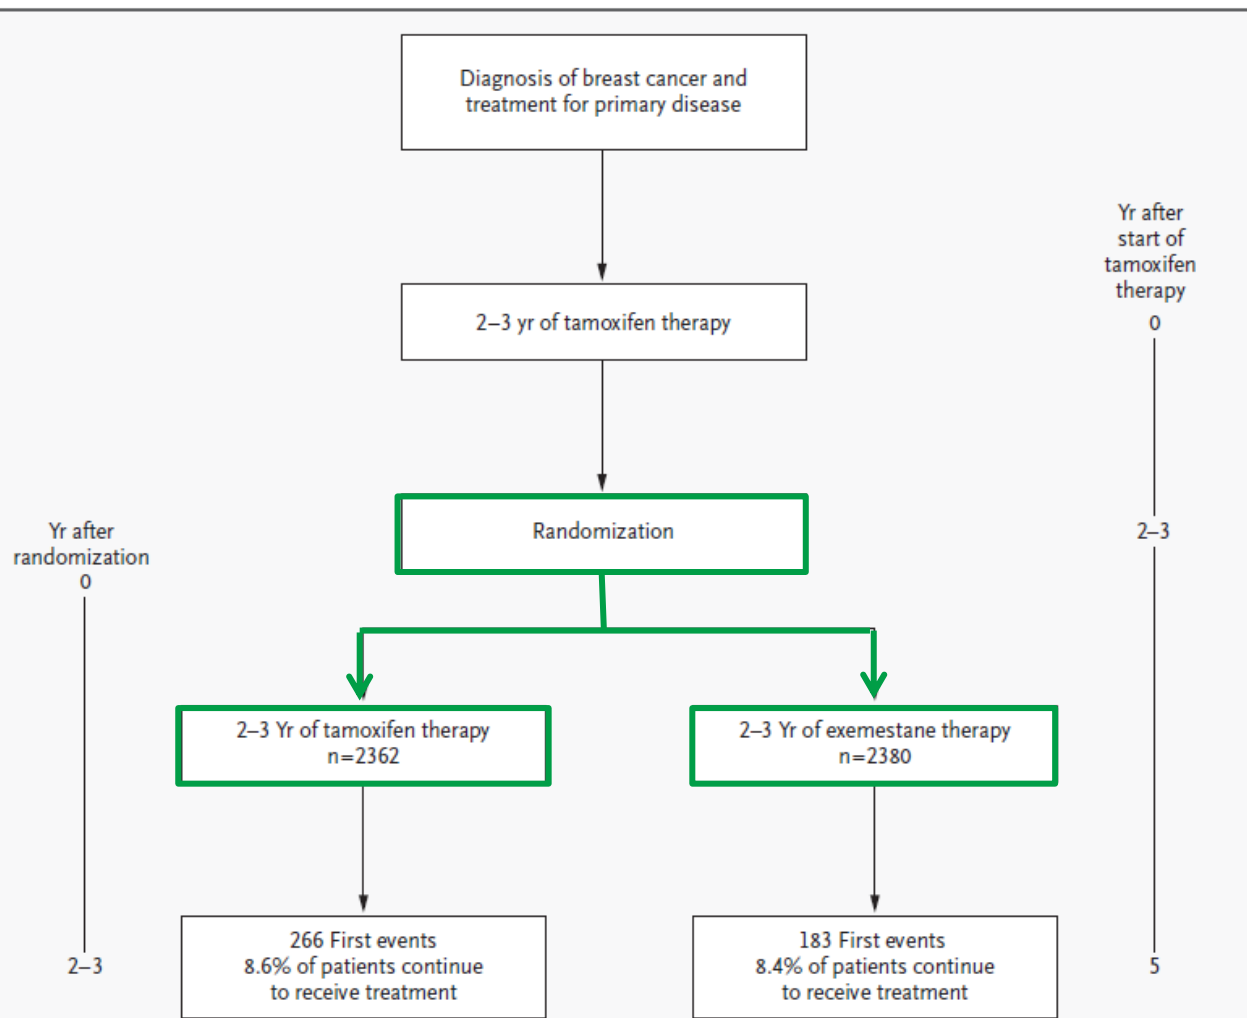 Diagnosis of breast cancer and
treatment for primary disease
Yr after
start of
tamoxifen
therapy
0
2–3 yr of tamoxifen therapy
Randomization
2–3
Yr after
randomization
0
2–3 Yr of tamoxifen therapy
n=2362
2–3 Yr of exemestane therapy
n=2380
266 First events
8.6% of patients continue
to receive treatment
183 First events
8.4% of patients continue
to receive treatment
2–3
5